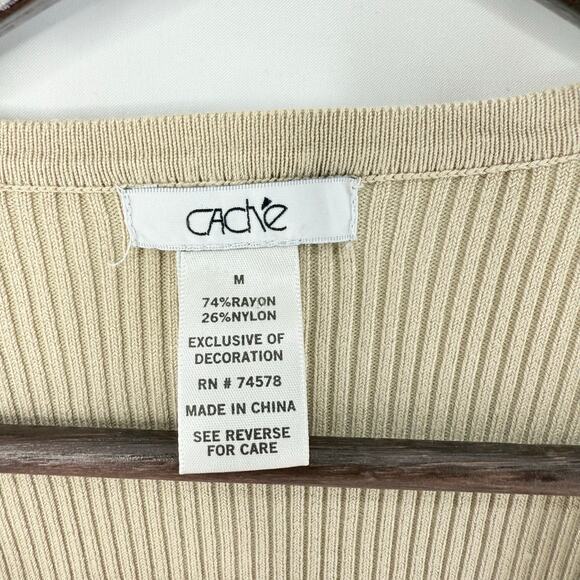 CACHé
M
74%RAYON
26%NYLON
EXCLUSIVE OF
DECORATION
RN # 74578
MADE IN CHINA
SEE REVERSE
FOR CARE